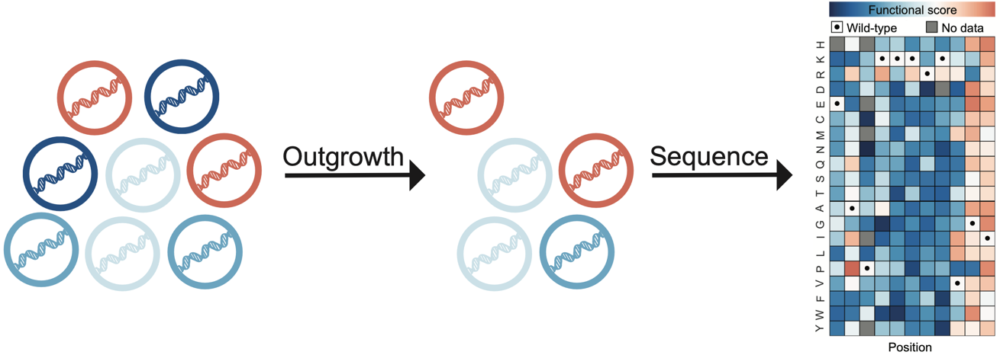 Functional score
Wild-type No data
Outgrowth
Sequence
H
K
R
D
E
C
M
N
Q
S
T
A
G
I
L
P
V
F
W
Y
Position